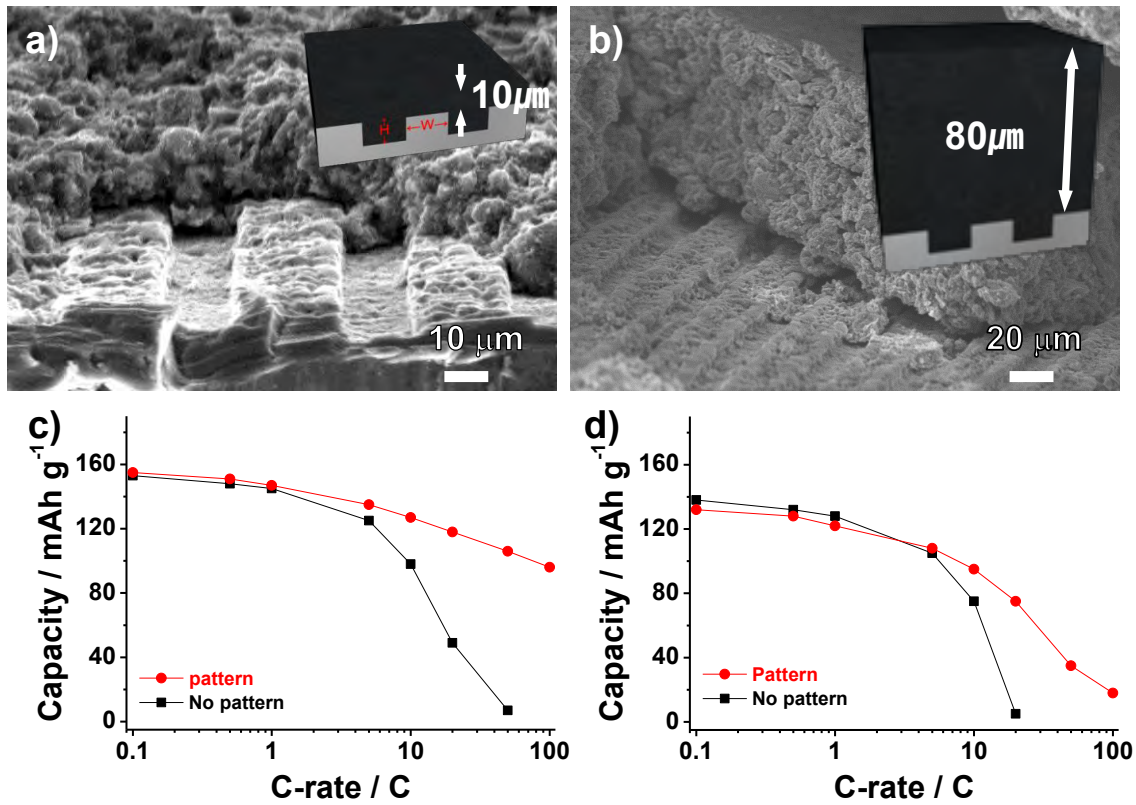 a)
10μm
H
W
10 μm
b)
80μm
20 μm
c)
Capacity / mAh g⁻¹
160
120
80
40
0
pattern
No pattern
0.1
1
10
100
C-rate / C
d)
Capacity / mAh g⁻¹
160
120
80
40
0
Pattern
No pattern
0.1
1
10
100
C-rate / C